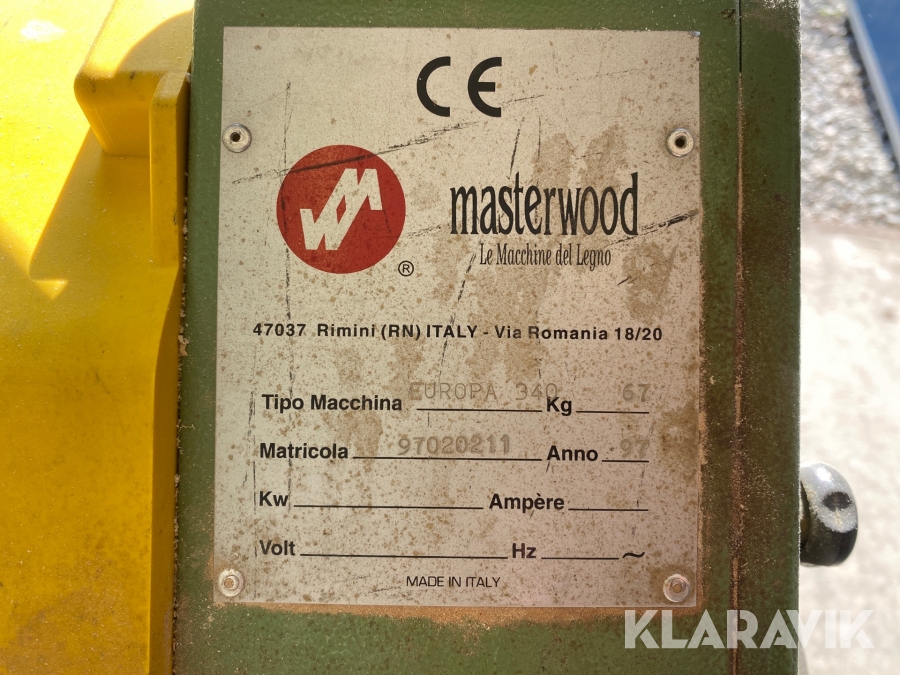 CE
WM
masterwood
®
Le Macchine del Legno
47037 Rimini (RN) ITALY - Via Romania 18/20
Tipo Macchina EUROPA 340 - Kg 67
Matricola 97020211 Anno 97
Kw Ampère
Volt Hz ~
MADE IN ITALY
KLARAVIK